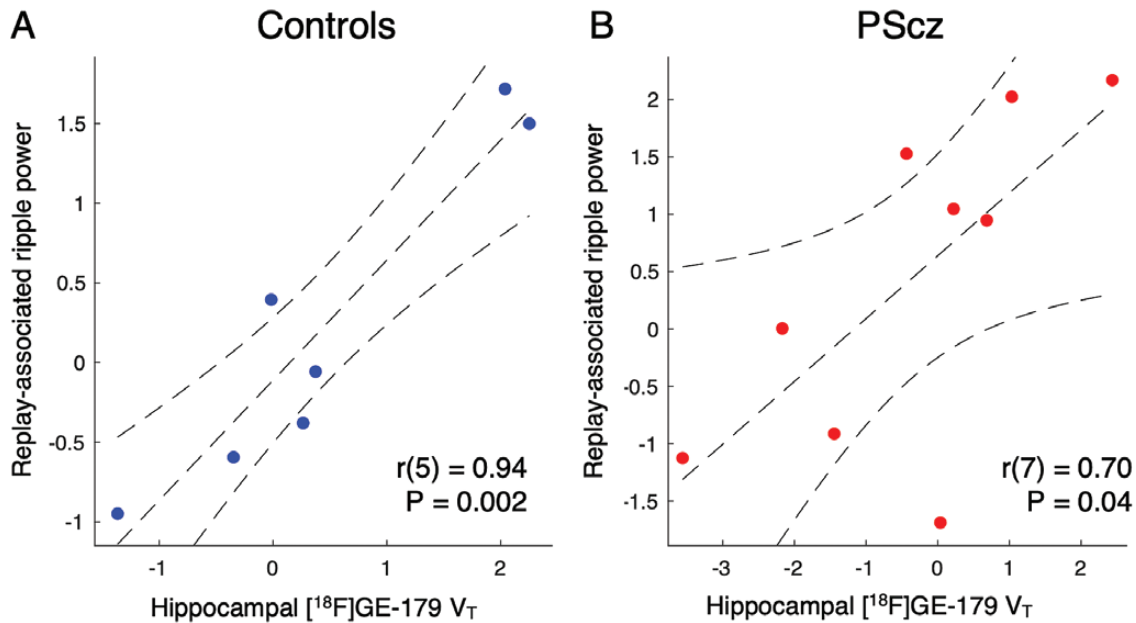 A
Controls
Replay-associated ripple power
1.5
1
0.5
0
-0.5
-1
r(5) = 0.94
P = 0.002
-1
0
1
2
Hippocampal [¹⁸F]GE-179 V_T
B
PScz
Replay-associated ripple power
2
1.5
1
0.5
0
-0.5
-1
-1.5
r(7) = 0.70
P = 0.04
-3
-2
-1
0
1
2
Hippocampal [¹⁸F]GE-179 V_T